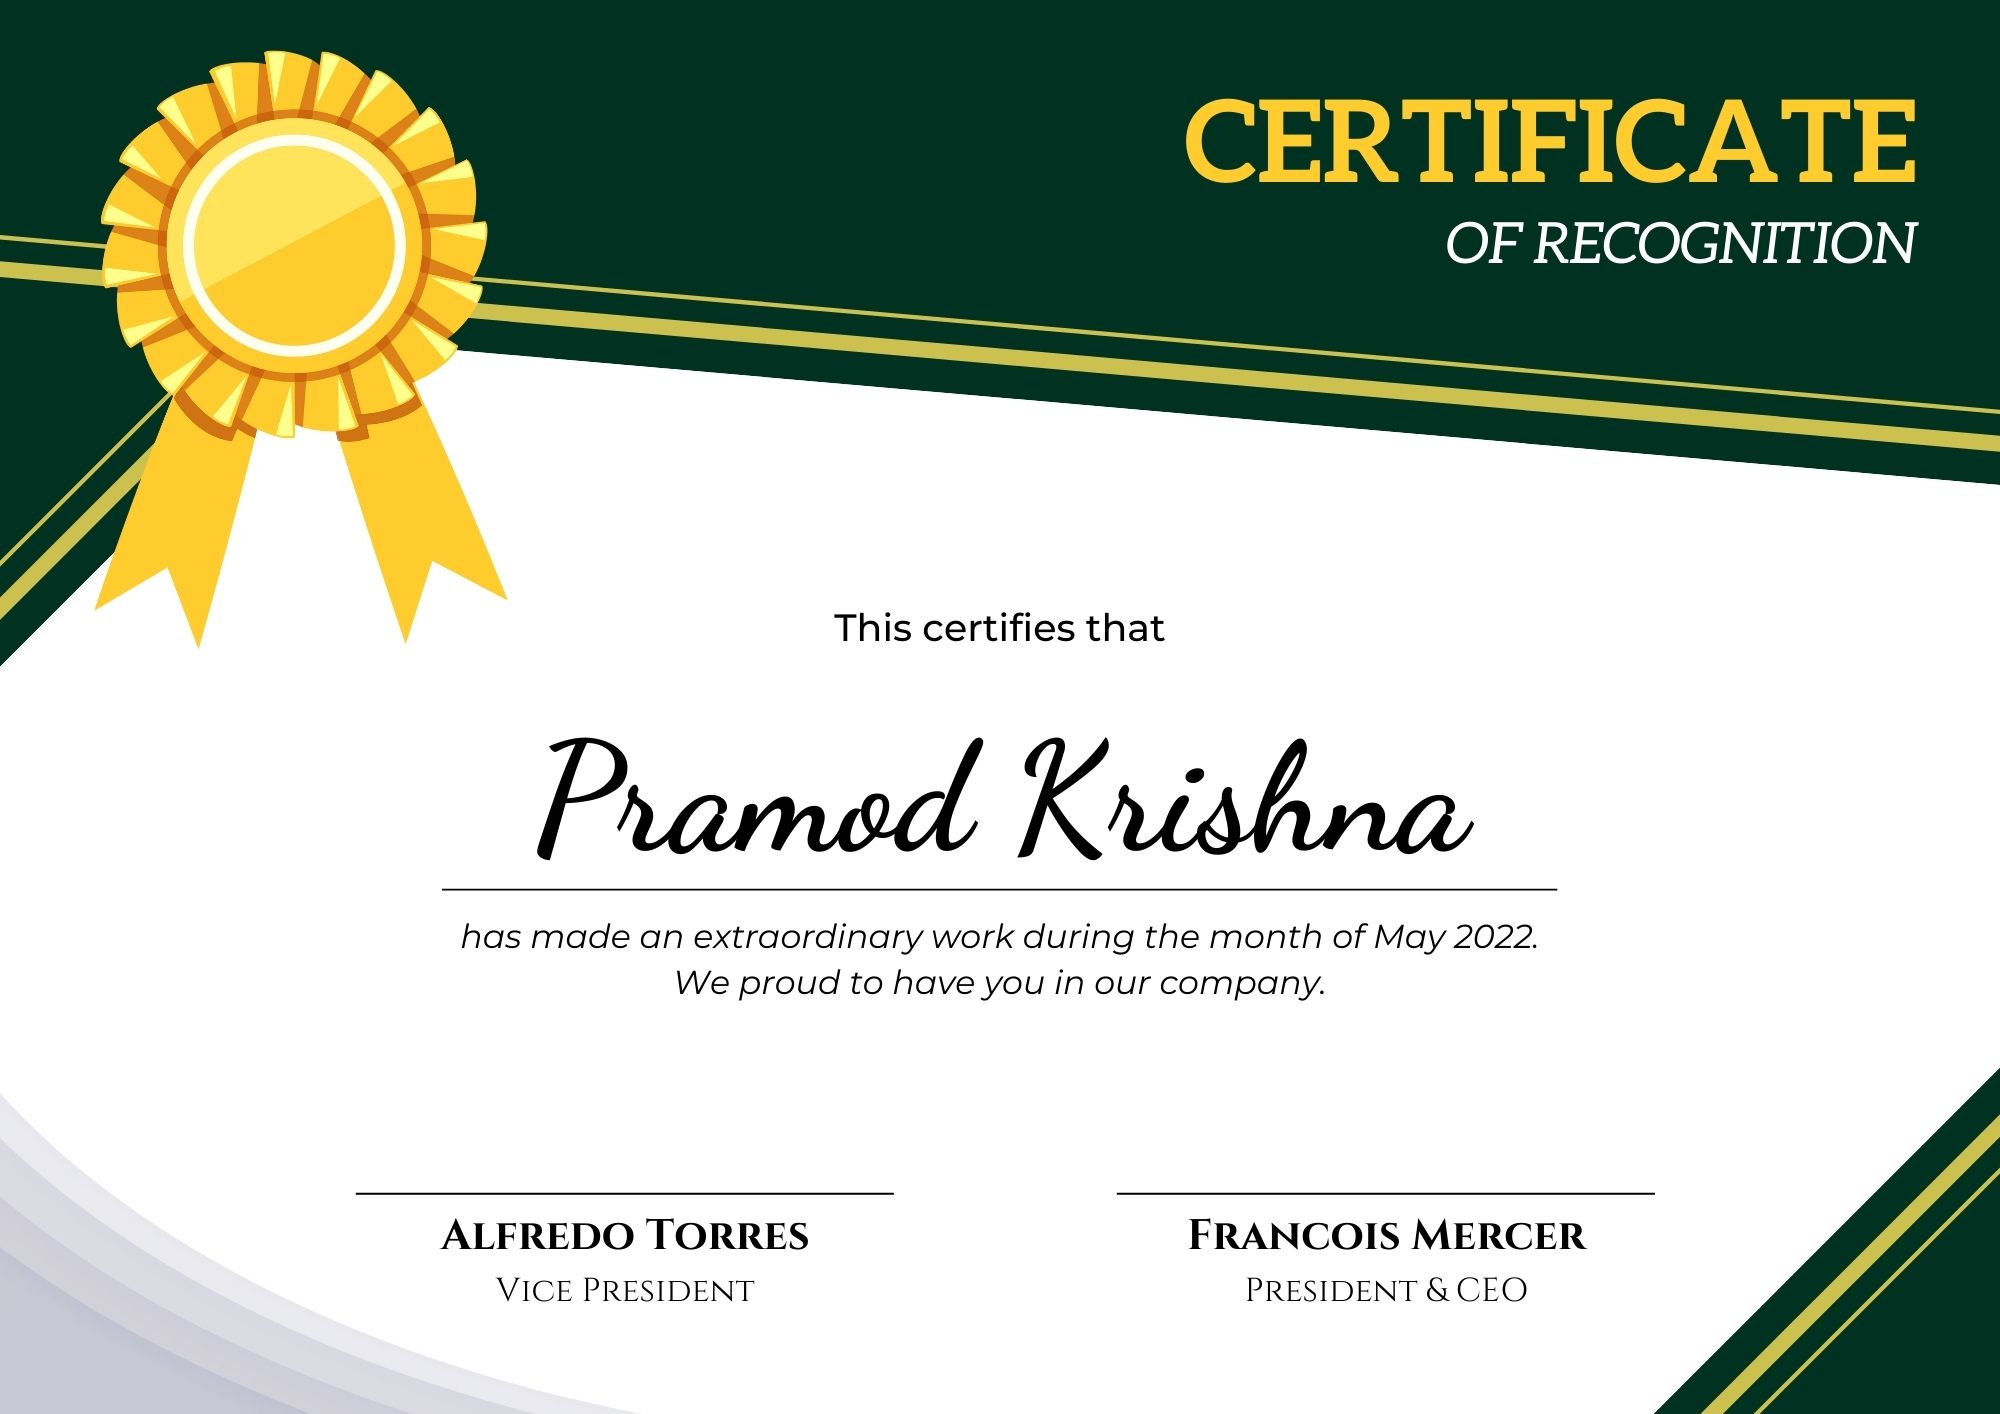 CERTIFICATE
OF RECOGNITION
This certifies that
Pramod Krishna
has made an extraordinary work during the month of May 2022.
We proud to have you in our company.
Alfredo Torres
Vice President
Francois Mercer
President & CEO